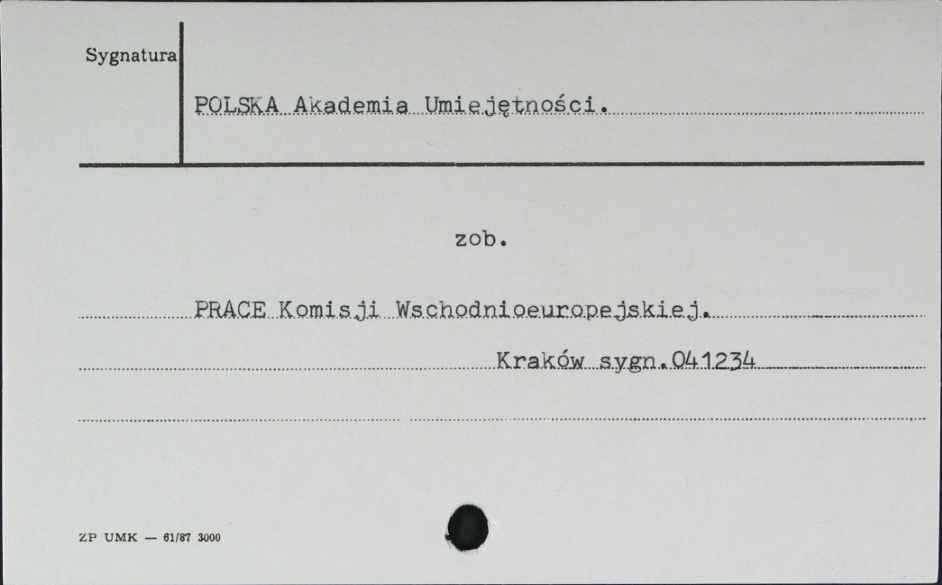 Sygnatura
POLSKA Akademia Umiejętności.
zob.
PRACE Komisji Wschodnioeuropejskiej.
Kraków sygn.041234
ZP UMK — 61/87 3000